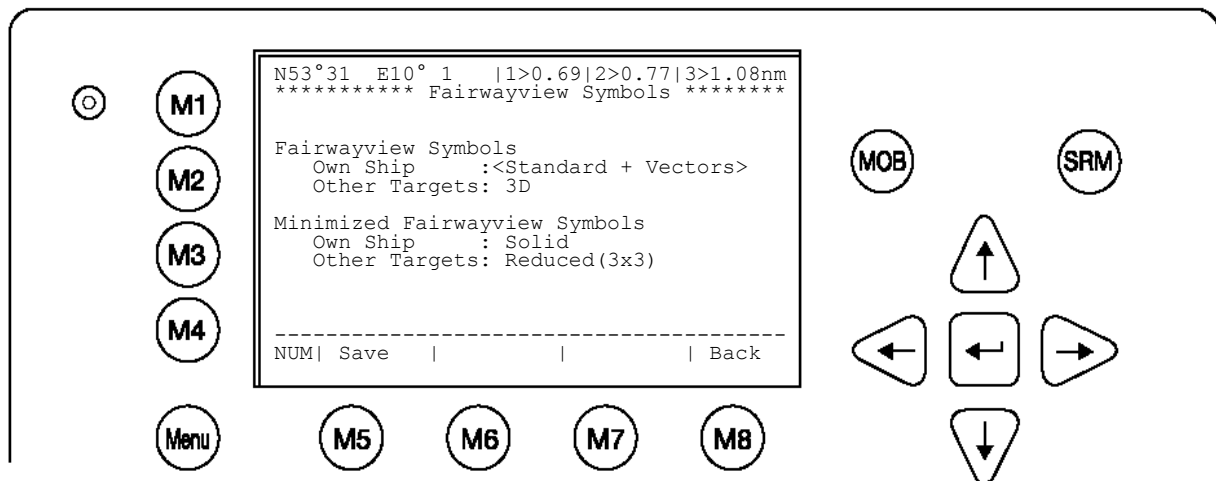 N53°31 E10° 1 |1>0.69|2>0.77|3>1.08nm
*********** Fairwayview Symbols ********
Fairwayview Symbols
Own Ship :<Standard + Vectors>
Other Targets: 3D
Minimized Fairwayview Symbols
Own Ship : Solid
Other Targets: Reduced(3x3)
----------------------------------------
NUM| Save | | | Back
M1
M2
M3
M4
Menu
M5
M6
M7
M8
MOB
SRM